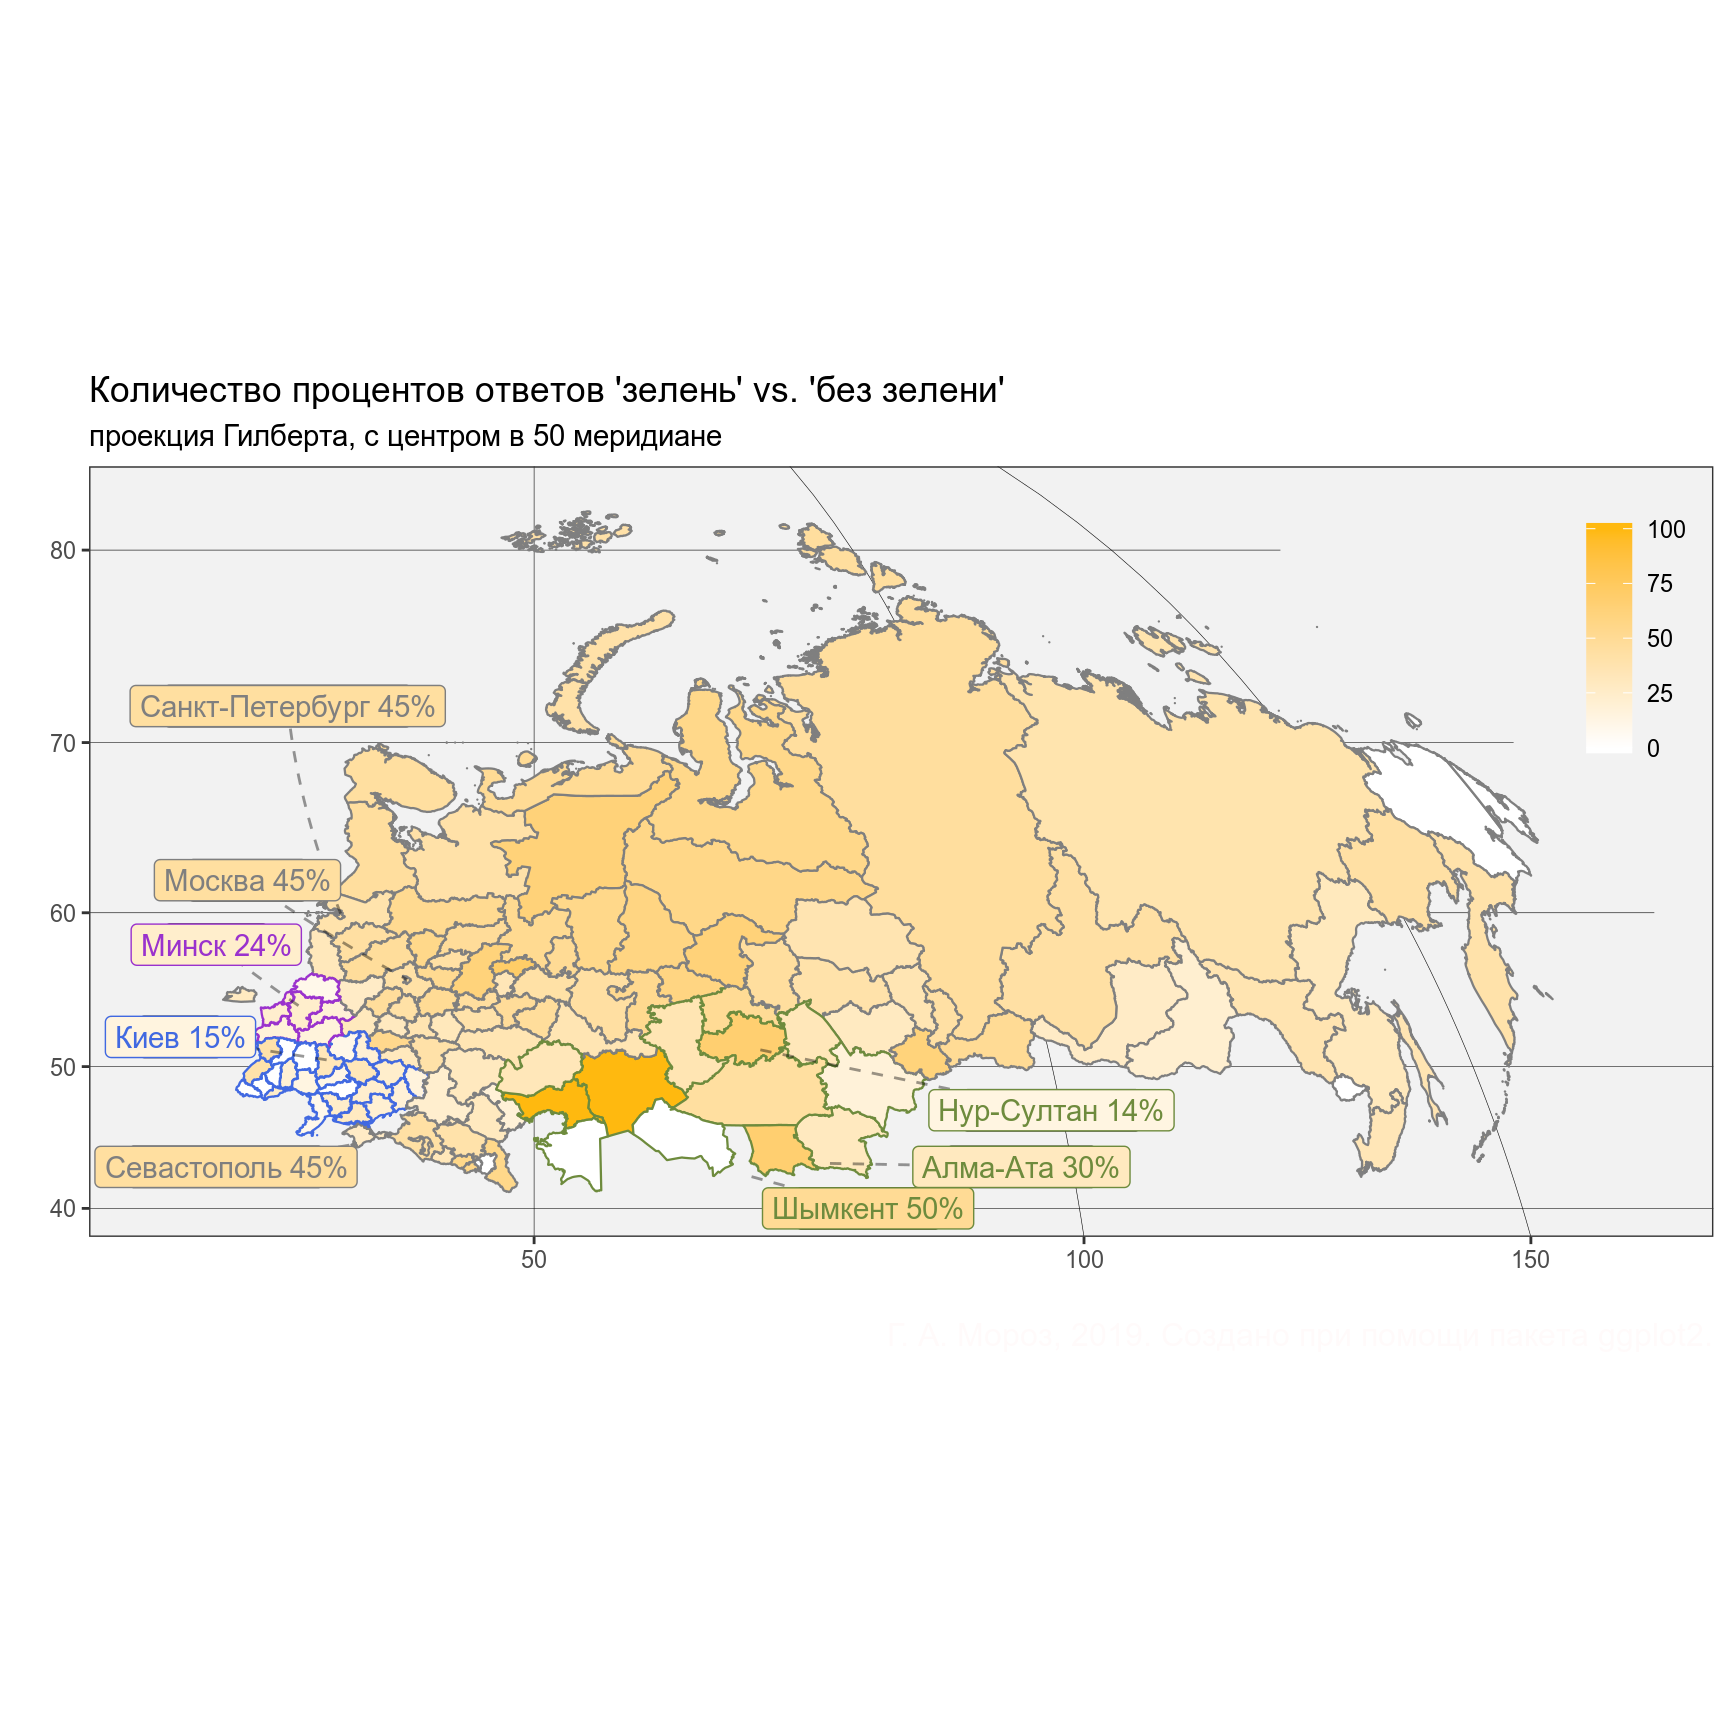 Количество процентов ответов 'зелень' vs. 'без зелени'
проекция Гилберта, с центром в 50 меридиане
100
75
50
25
0
80
70
60
50
40
Санкт-Петербург 45%
Москва 45%
Минск 24%
Киев 15%
Севастополь 45%
Нур-Султан 14%
Алма-Ата 30%
Шымкент 50%
50
100
150
Г. А. Мороз, 2019. Создано при помощи пакета ggplot2.